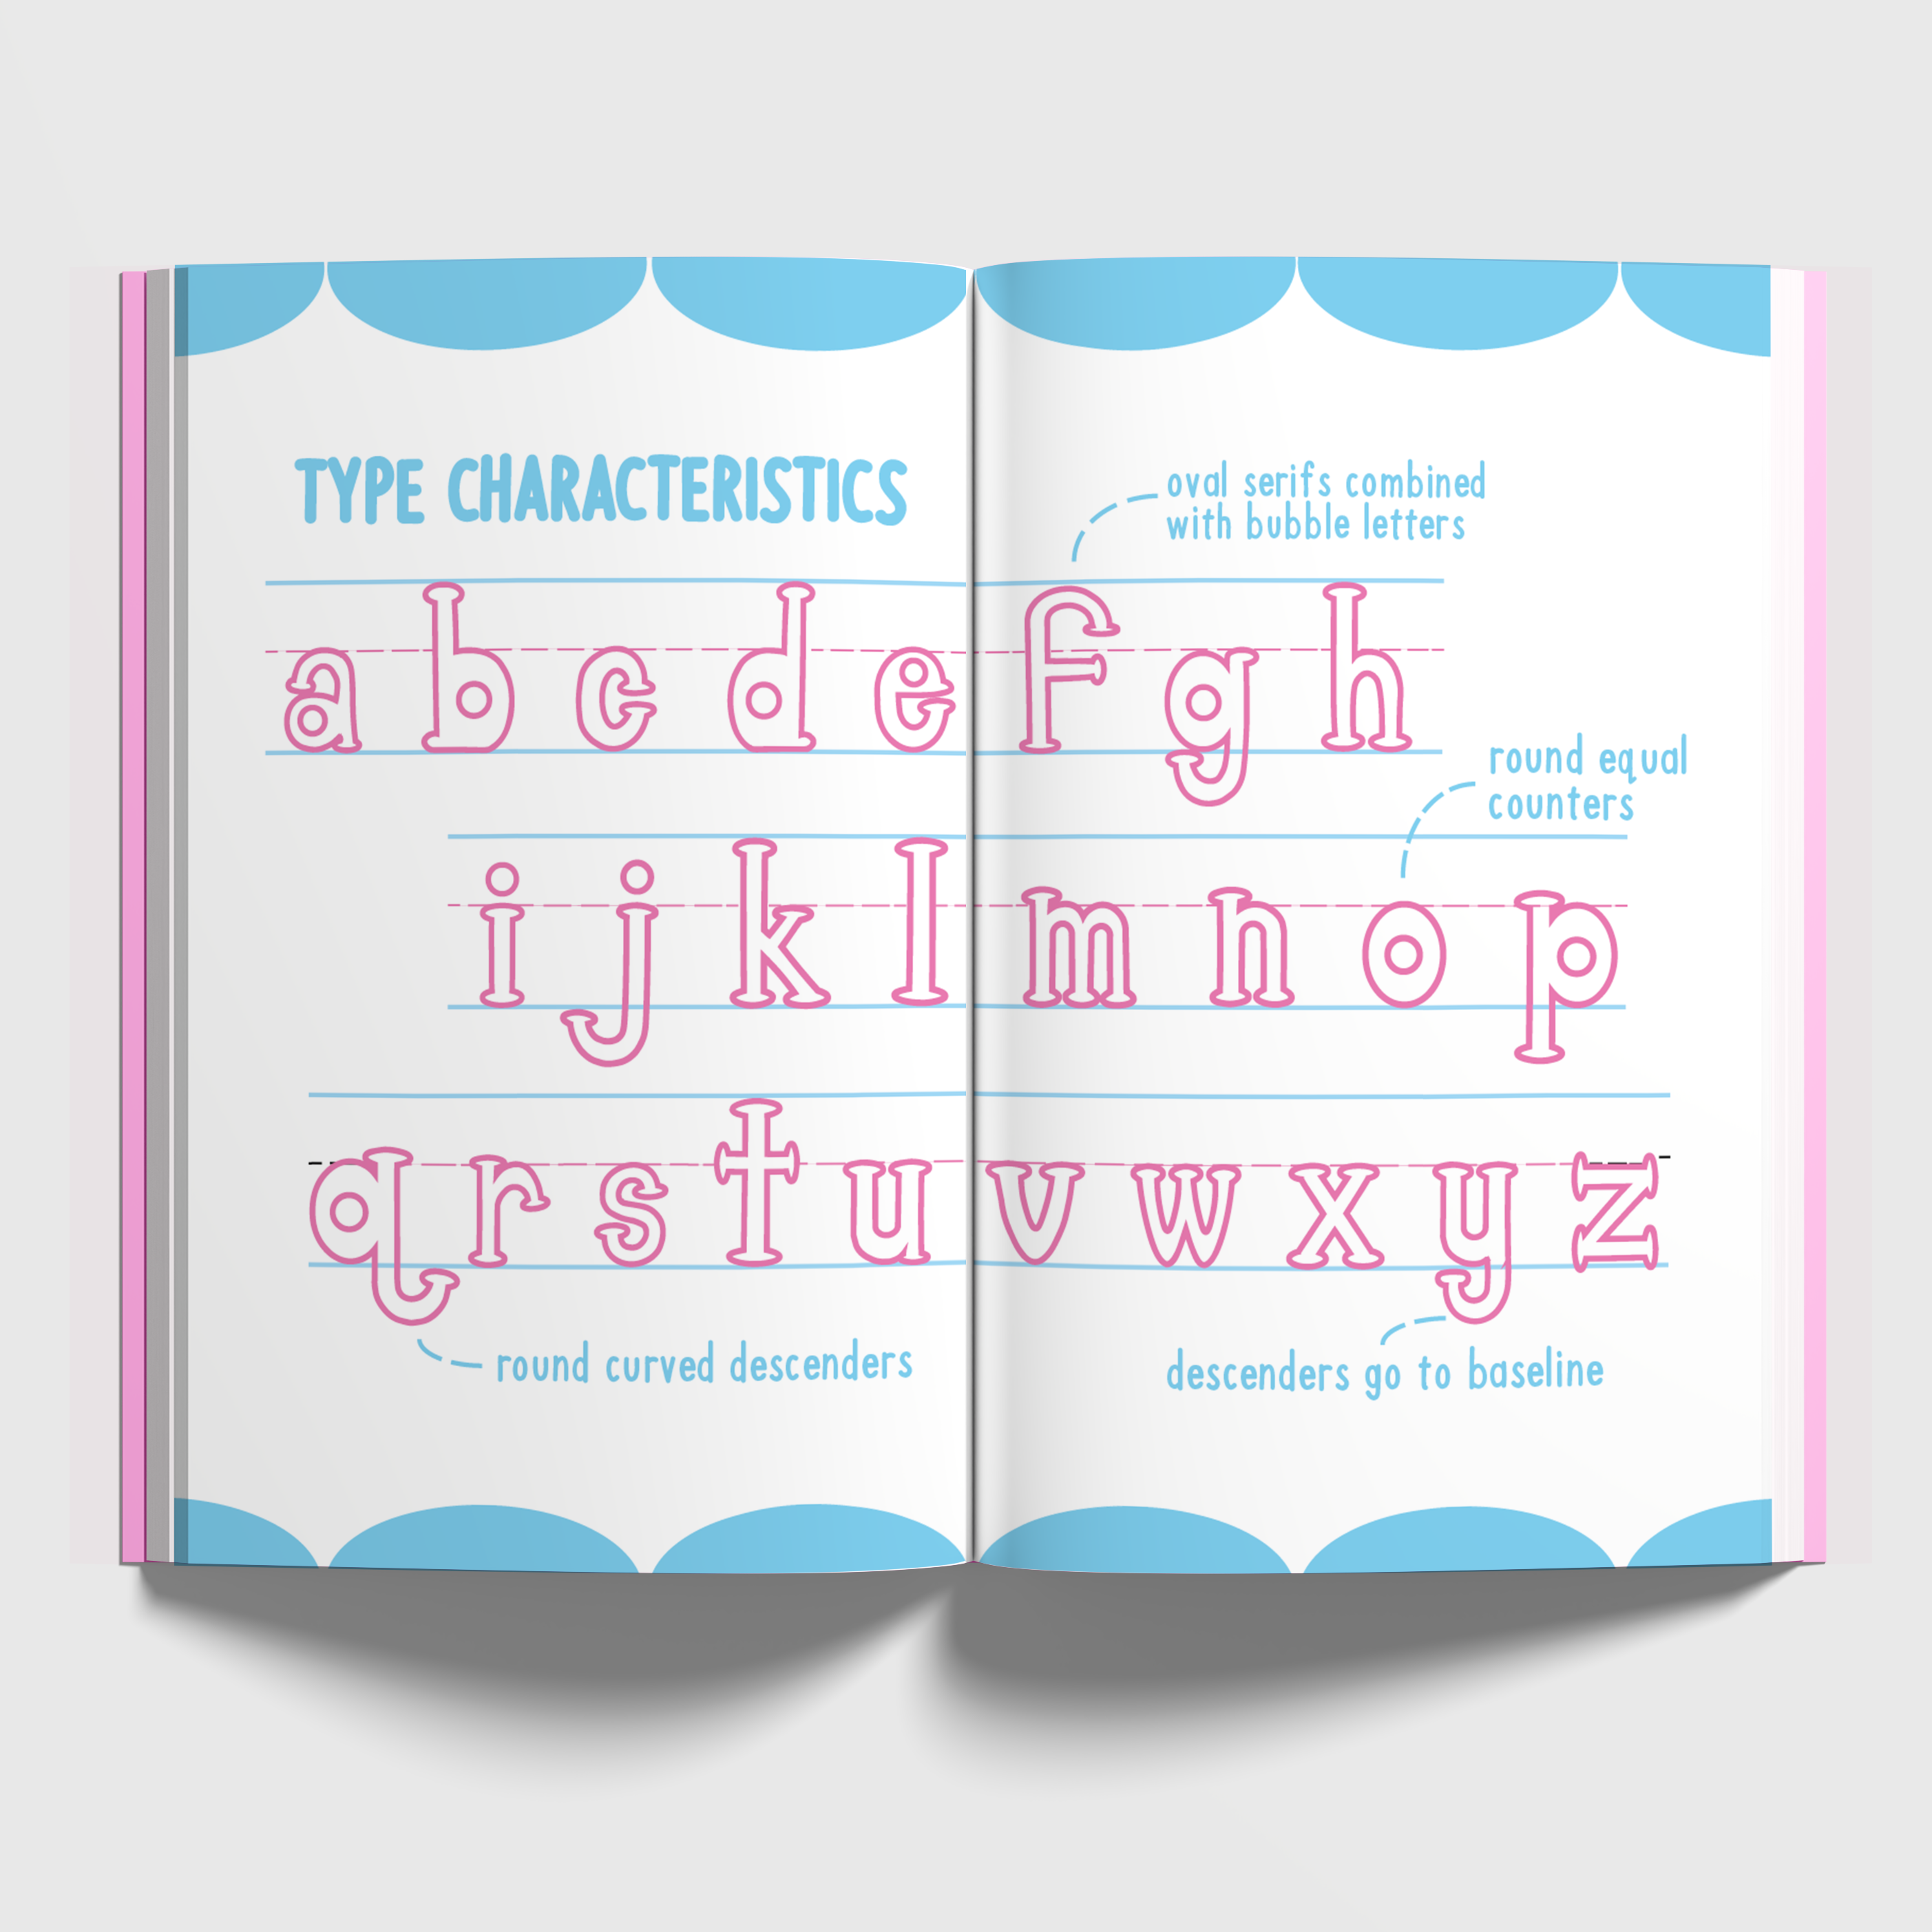 TYPE CHARACTERISTICS
oval serifs combined
with bubble letters
a b c d e f g h
round equal
counters
i j k l m n o p
q r s t u v w x y z
round curved descenders
descenders go to baseline